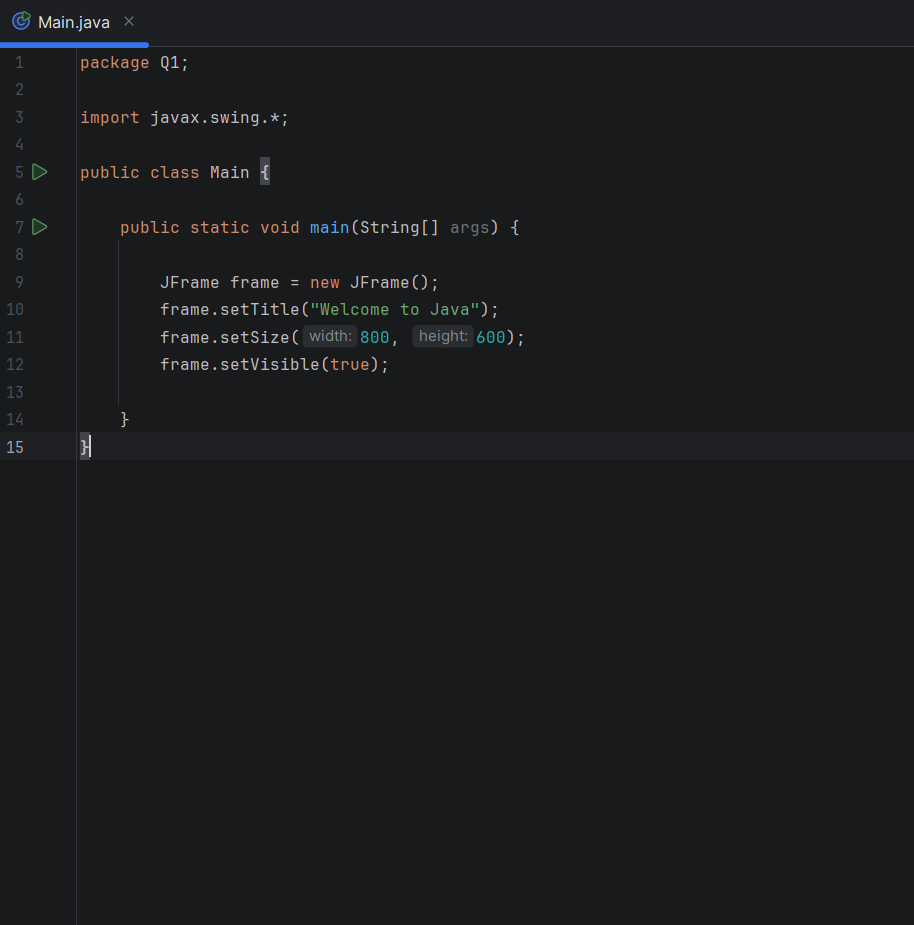 Main.java
1 package Q1;
2
3 import javax.swing.*;
4
5 public class Main {
6
7     public static void main(String[] args) {
8
9         JFrame frame = new JFrame();
10         frame.setTitle("Welcome to Java");
11         frame.setSize( width: 800, height: 600);
12         frame.setVisible(true);
13
14     }
15 }